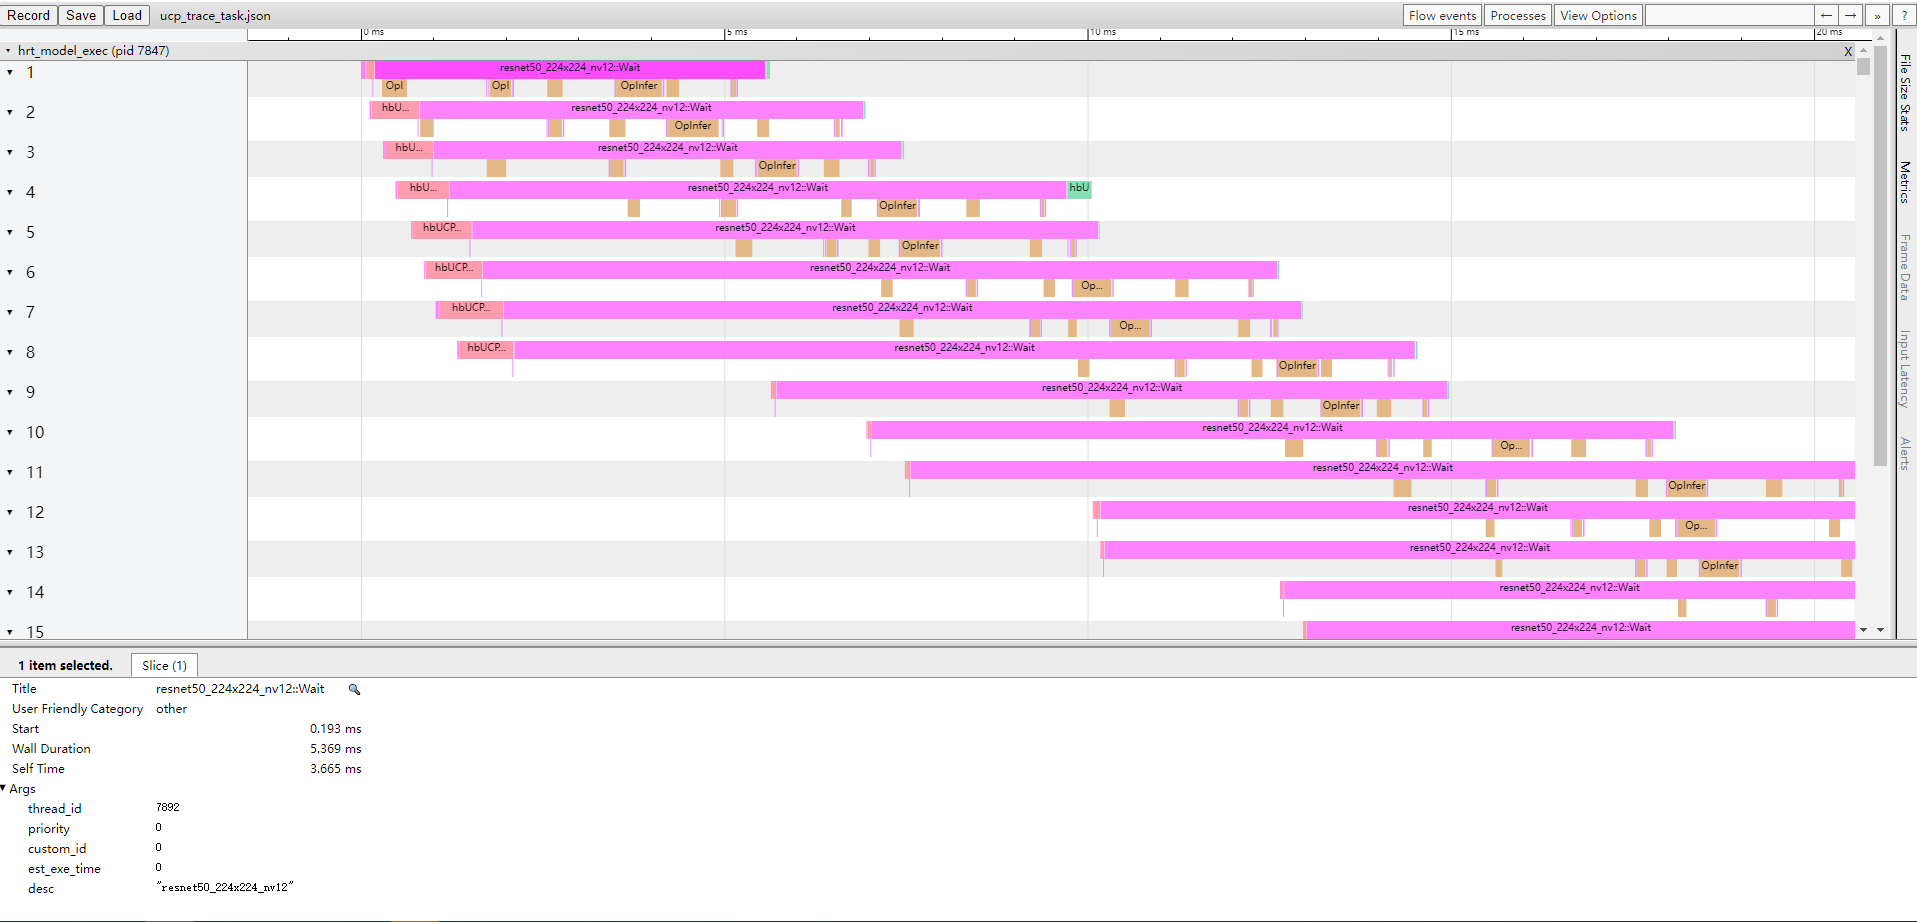 Record Save Load ucp_trace_task.json Flow events Processes View Options ← → » ?
0 ms 5 ms 10 ms 15 ms 20 ms
hrt_model_exec (pid 7847) X
1 resnet50_224x224_nv12::Wait
OpI OpI OpInfer
2 hbU... resnet50_224x224_nv12::Wait
OpInfer
3 hbU... resnet50_224x224_nv12::Wait
OpInfer
4 hbU... resnet50_224x224_nv12::Wait hbU
OpInfer
5 hbUCP... resnet50_224x224_nv12::Wait
OpInfer
6 hbUCP... resnet50_224x224_nv12::Wait
Op...
7 hbUCP... resnet50_224x224_nv12::Wait
Op...
8 hbUCP... resnet50_224x224_nv12::Wait
OpInfer
9 resnet50_224x224_nv12::Wait
OpInfer
10 resnet50_224x224_nv12::Wait
Op...
11 resnet50_224x224_nv12::Wait
OpInfer
12 resnet50_224x224_nv12::Wait
Op...
13 resnet50_224x224_nv12::Wait
OpInfer
14 resnet50_224x224_nv12::Wait
15 resnet50_224x224_nv12::Wait
File Size Stats
Metrics
Frame Data
Input Latency
Alerts
1 item selected. Slice (1)
Title resnet50_224x224_nv12::Wait
User Friendly Category other
Start 0.193 ms
Wall Duration 5.369 ms
Self Time 3.665 ms
Args
thread_id 7892
priority 0
custom_id 0
est_exe_time 0
desc "resnet50_224x224_nv12"